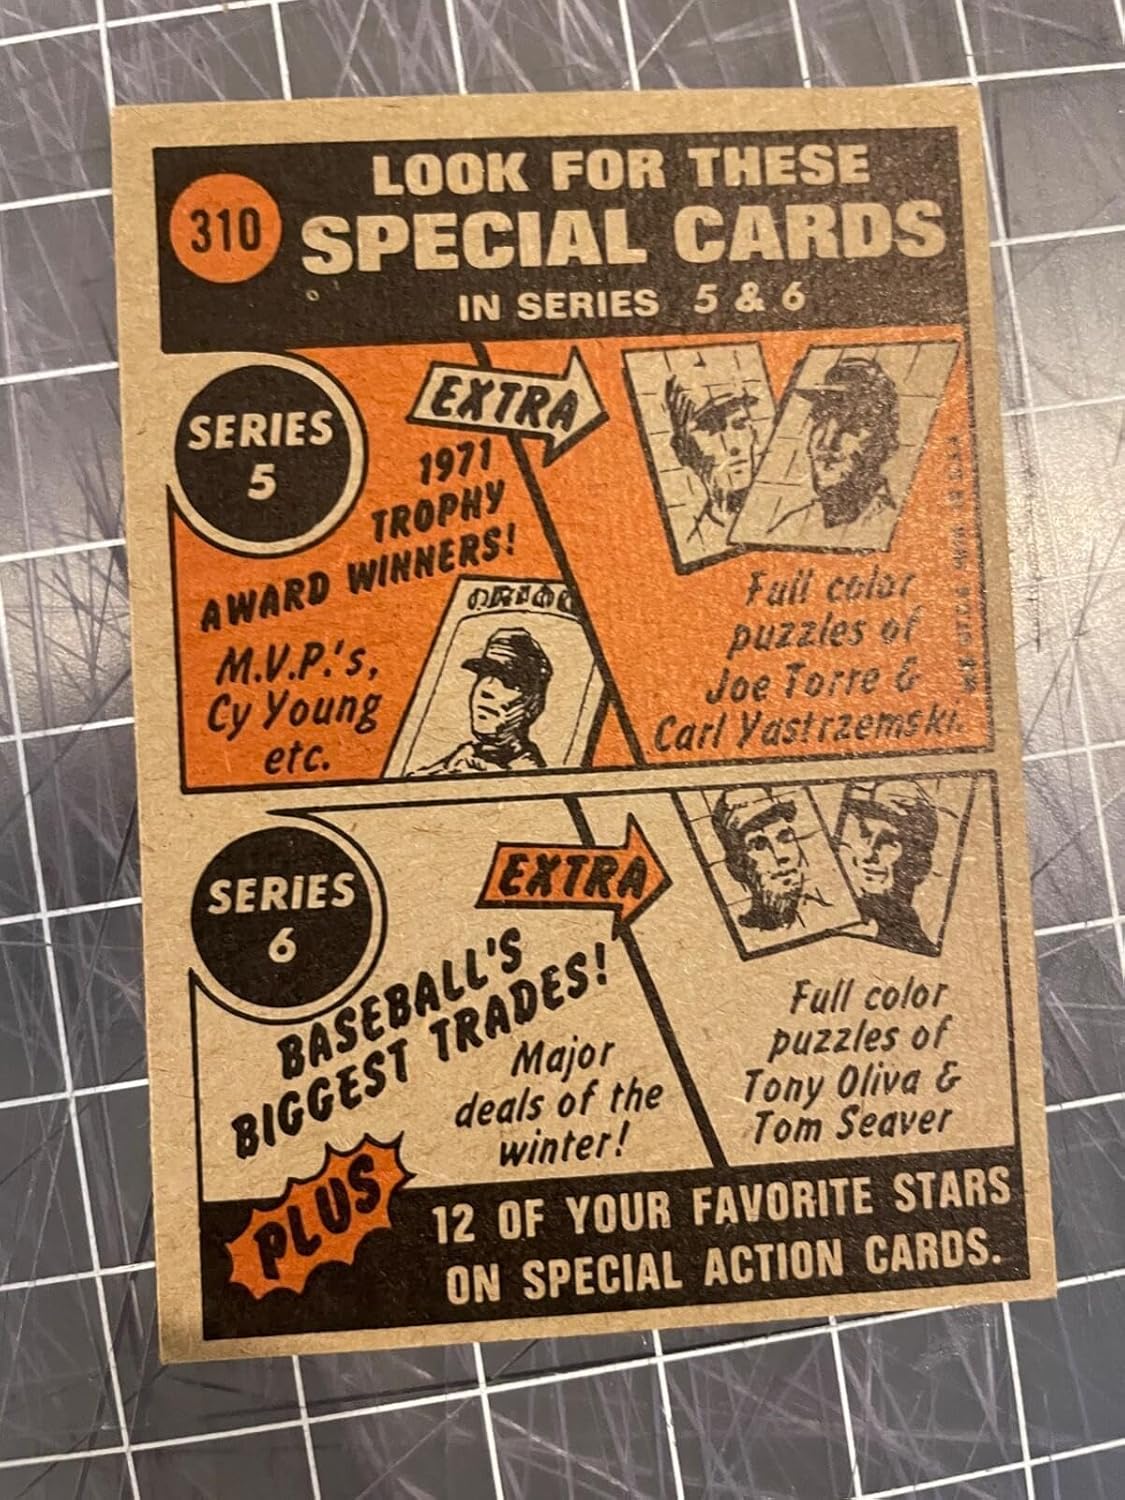 310
LOOK FOR THESE
SPECIAL CARDS
IN SERIES 5 & 6
SERIES
5
EXTRA
1971
TROPHY
AWARD WINNERS!
M.V.P.'s,
Cy Young
etc.
Full color
puzzles of
Joe Torre &
Carl Yastrzemski.
SERIES
6
EXTRA
BASEBALL'S
BIGGEST TRADES!
Major
deals of the
winter!
Full color
puzzles of
Tony Oliva &
Tom Seaver
PLUS
12 OF YOUR FAVORITE STARS
ON SPECIAL ACTION CARDS.